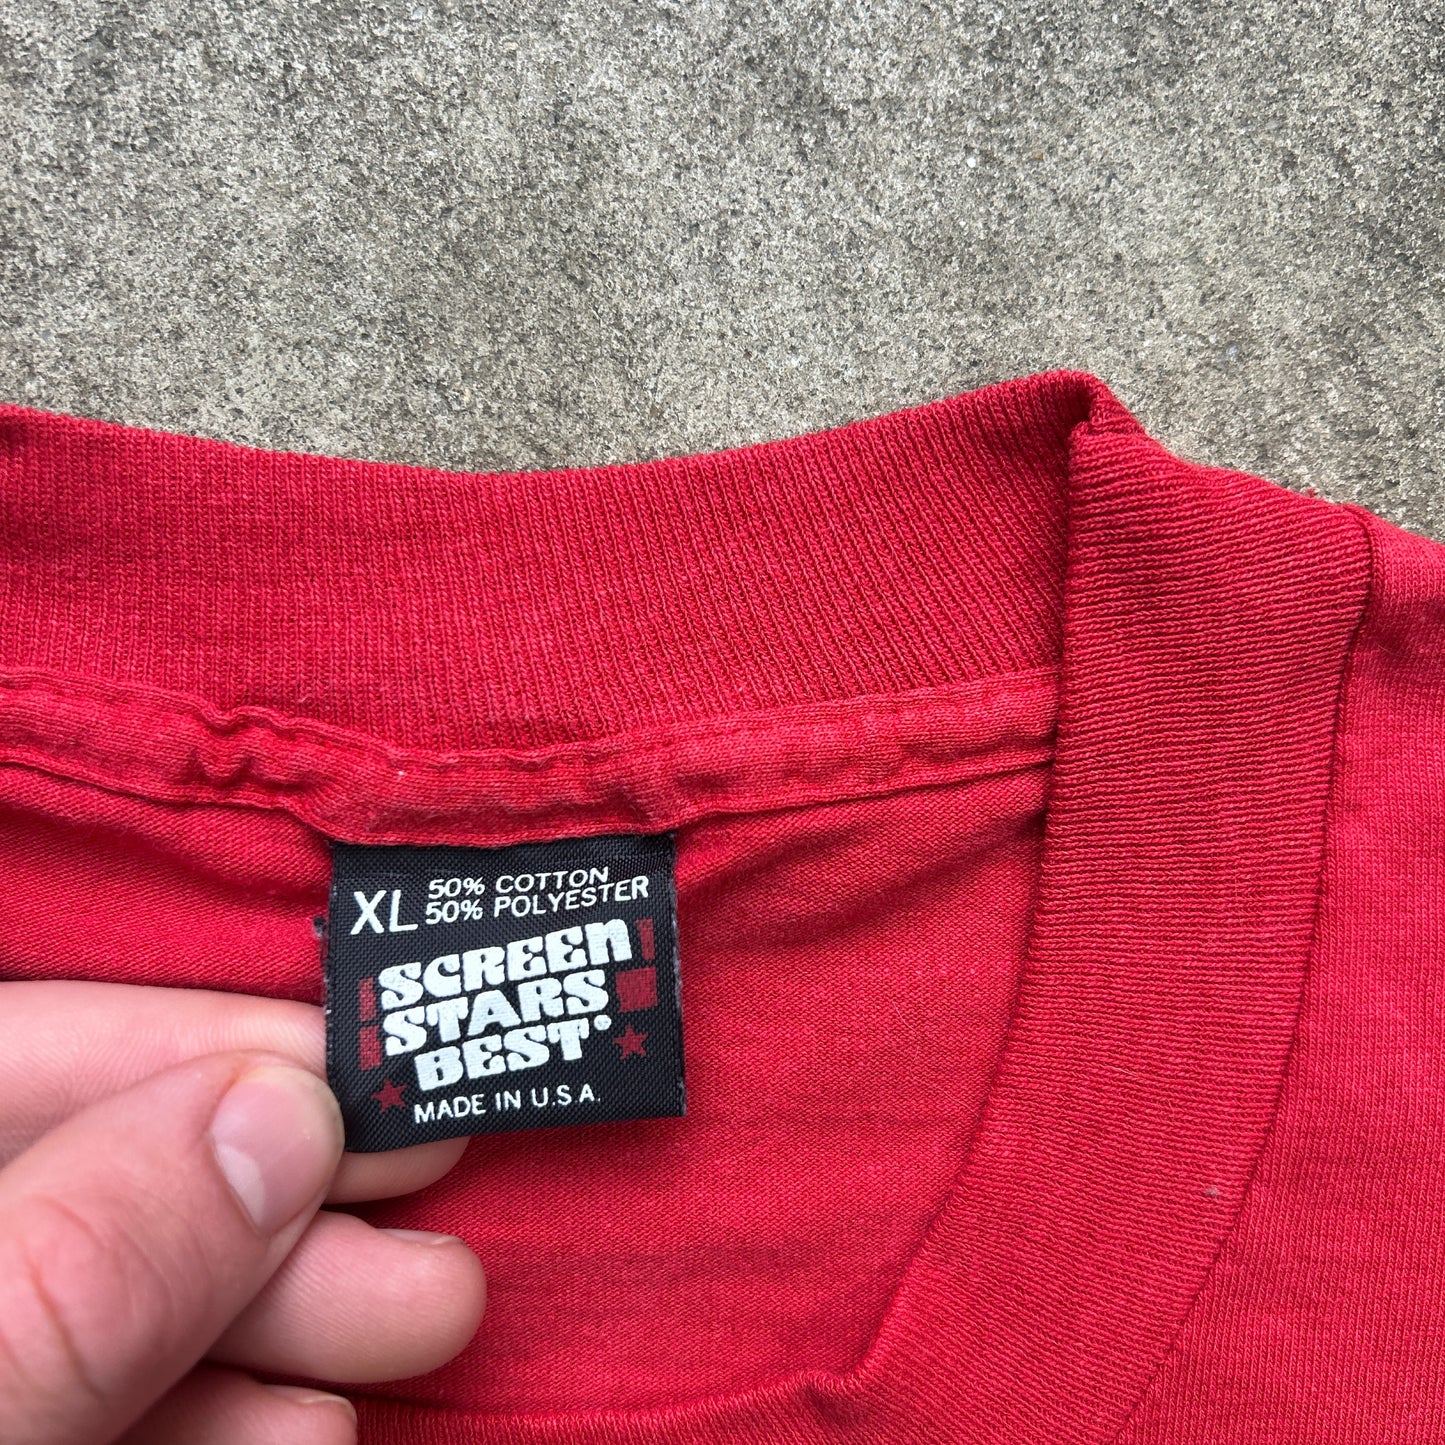 XL 50% COTTON
50% POLYESTER
SCREEN
STARS
BEST®
MADE IN U.S.A.